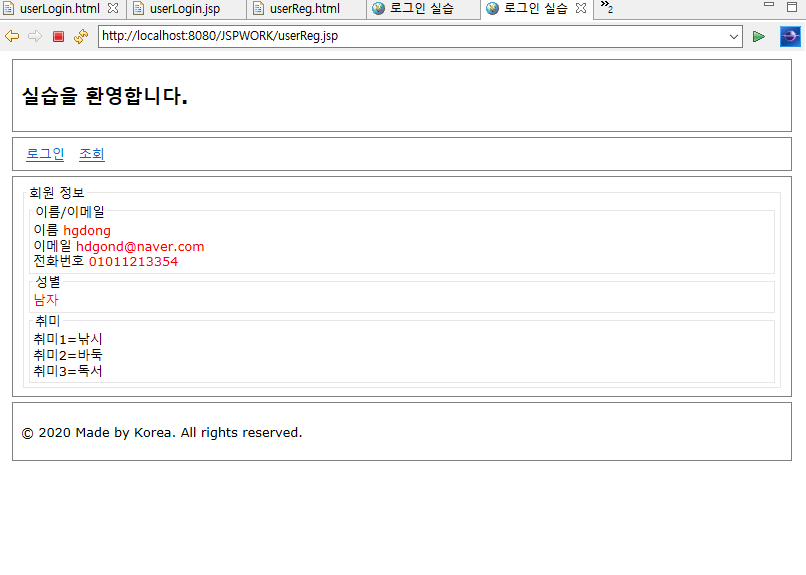 userLogin.html userLogin.jsp userReg.html 로그인 실습 로그인 실습 2
http://localhost:8080/JSPWORK/userReg.jsp
실습을 환영합니다.
로그인 조회
회원 정보
이름/이메일
이름 hgdong
이메일 hdgond@naver.com
전화번호 01011213354
성별
남자
취미
취미1=낚시
취미2=바둑
취미3=독서
© 2020 Made by Korea. All rights reserved.